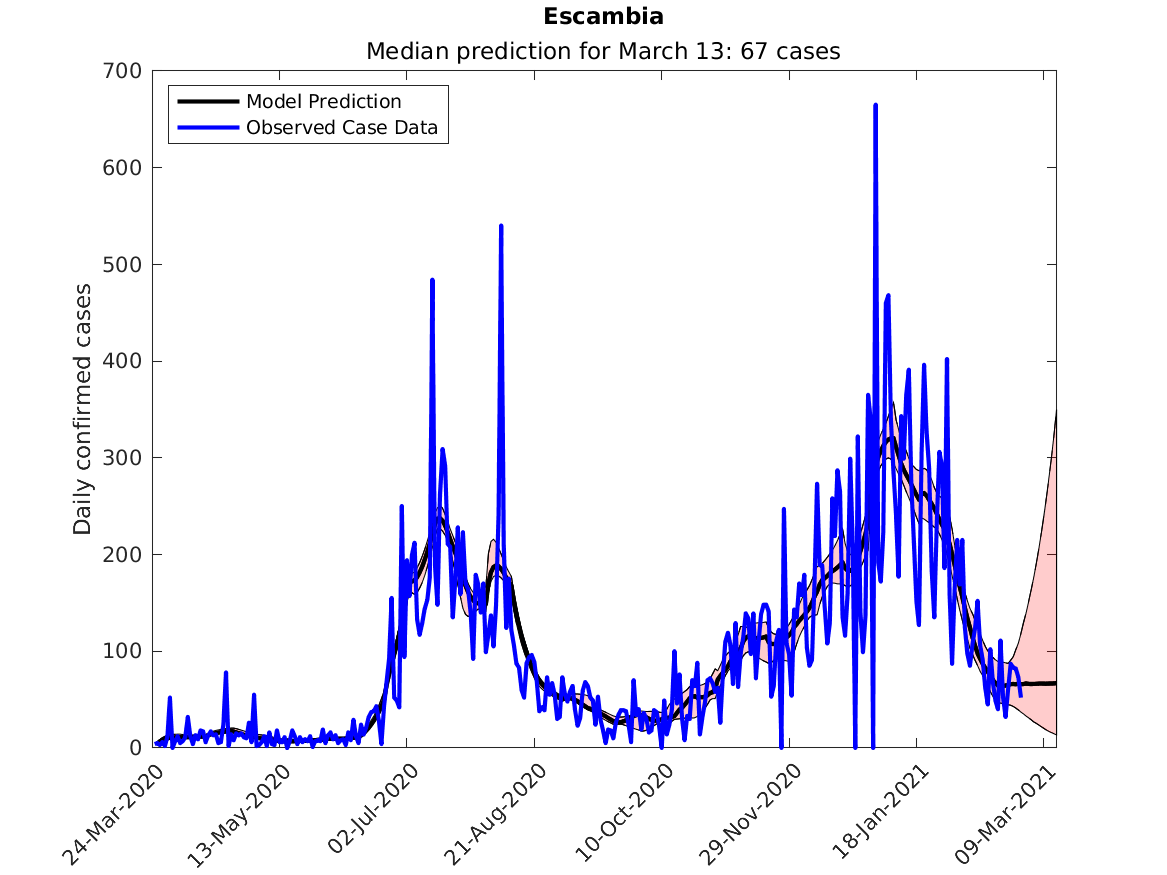 Escambia
Median prediction for March 13: 67 cases
Model Prediction
Observed Case Data
Daily confirmed cases
700
600
500
400
300
200
100
0
24-Mar-2020
13-May-2020
02-Jul-2020
21-Aug-2020
10-Oct-2020
29-Nov-2020
18-Jan-2021
09-Mar-2021